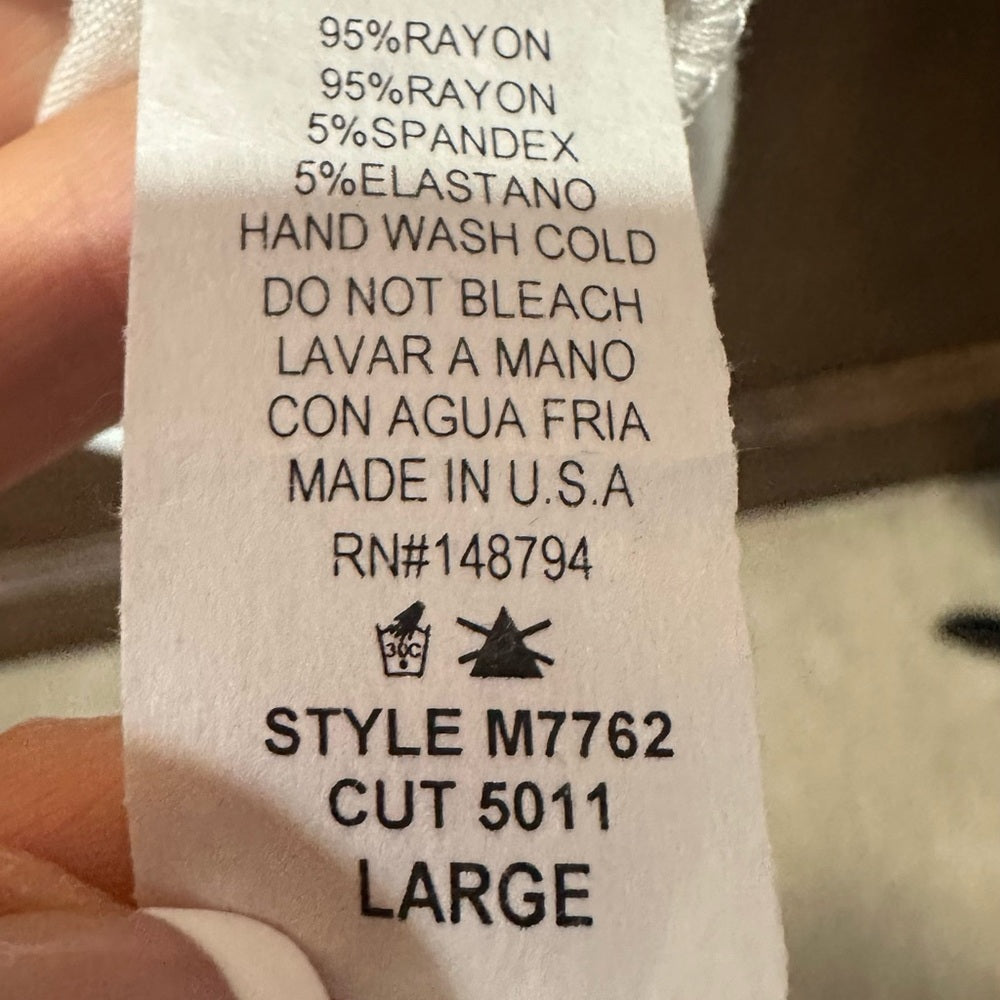 95%RAYON
95%RAYON
5%SPANDEX
5%ELASTANO
HAND WASH COLD
DO NOT BLEACH
LAVAR A MANO
CON AGUA FRIA
MADE IN U.S.A
RN#148794
30C
STYLE M7762
CUT 5011
LARGE